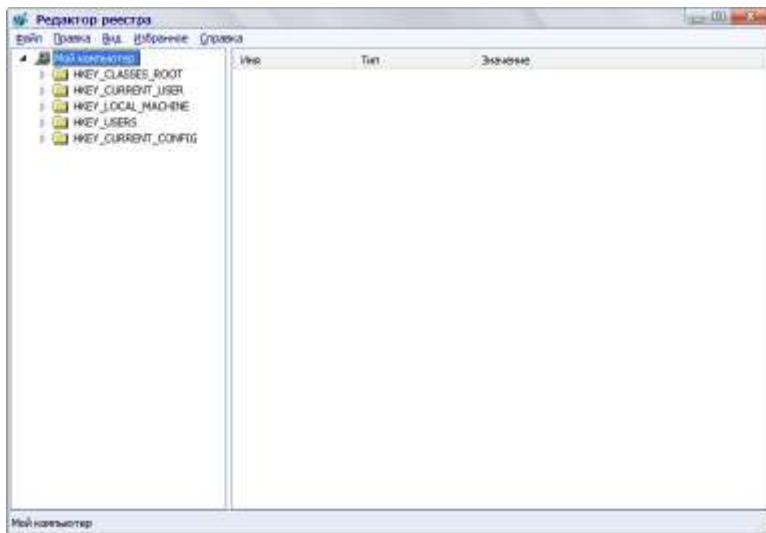 Редактор реестра
Файл Правка Вид Избранное Справка
Мой компьютер
HKEY_CLASSES_ROOT
HKEY_CURRENT_USER
HKEY_LOCAL_MACHINE
HKEY_USERS
HKEY_CURRENT_CONFIG
Имя Тип Значение
Мой компьютер